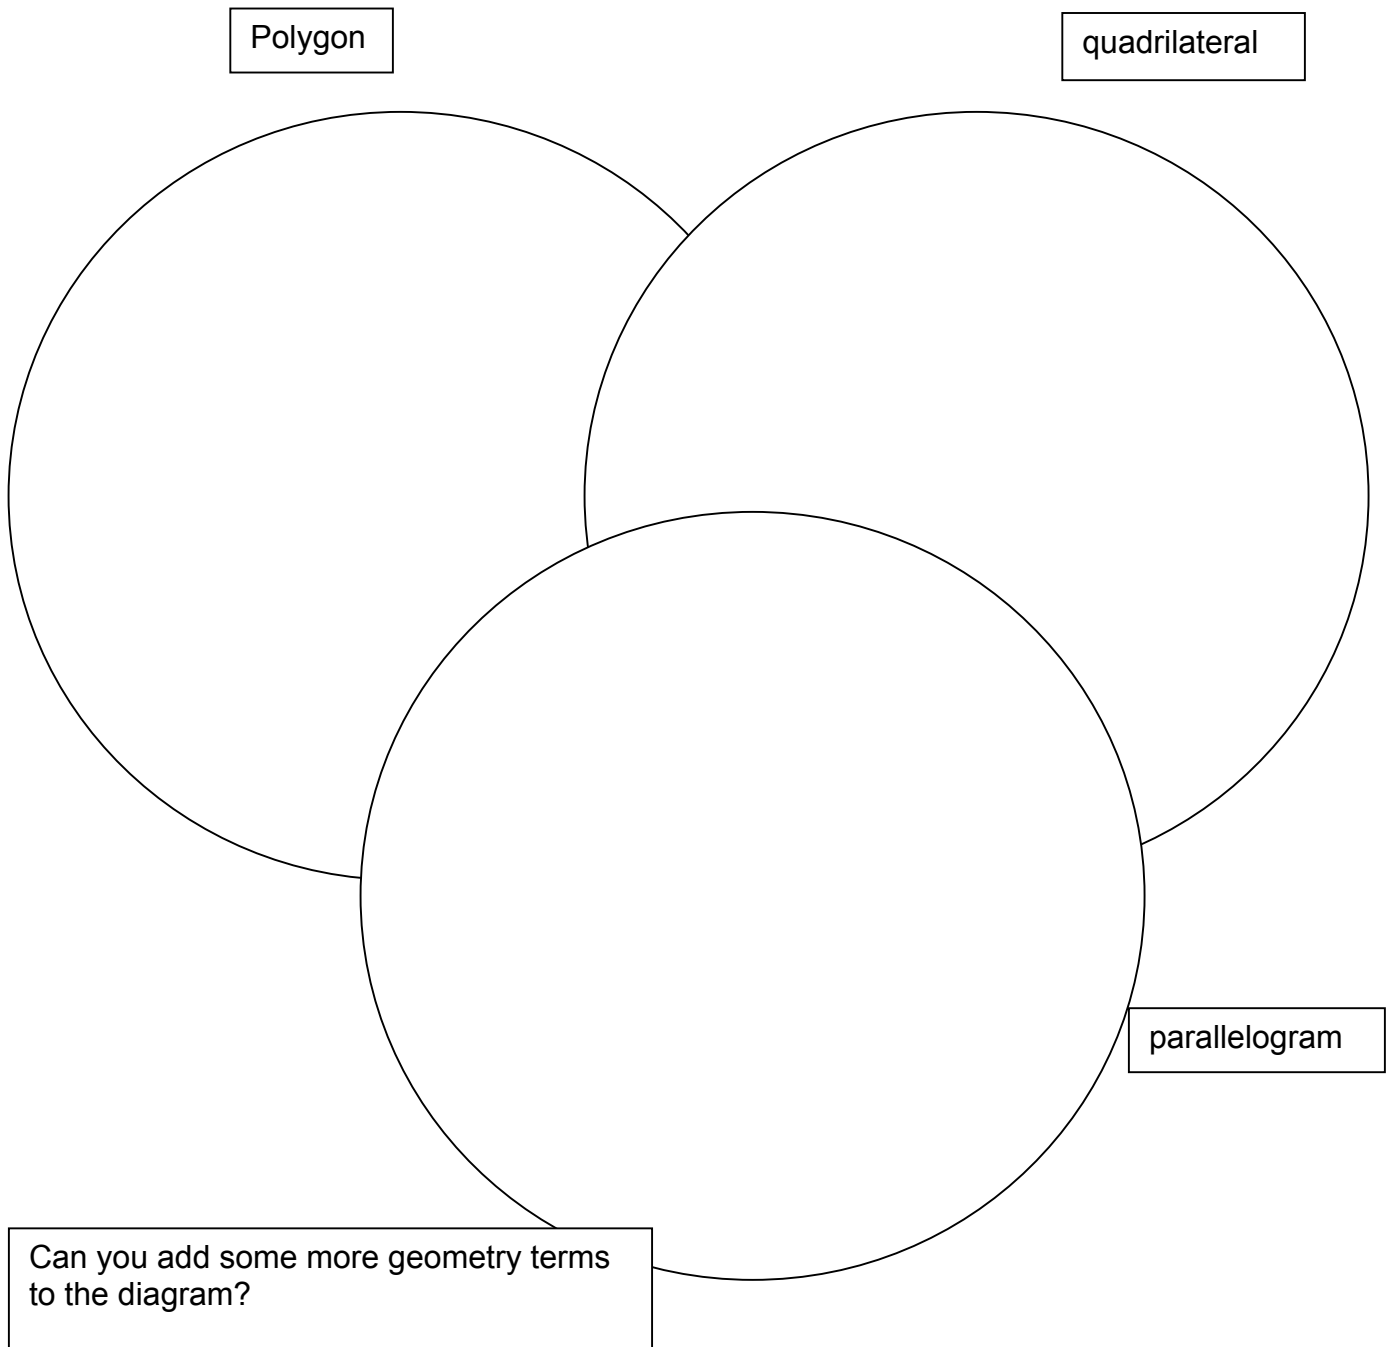 Polygon
quadrilateral
parallelogram
Can you add some more geometry terms
to the diagram?